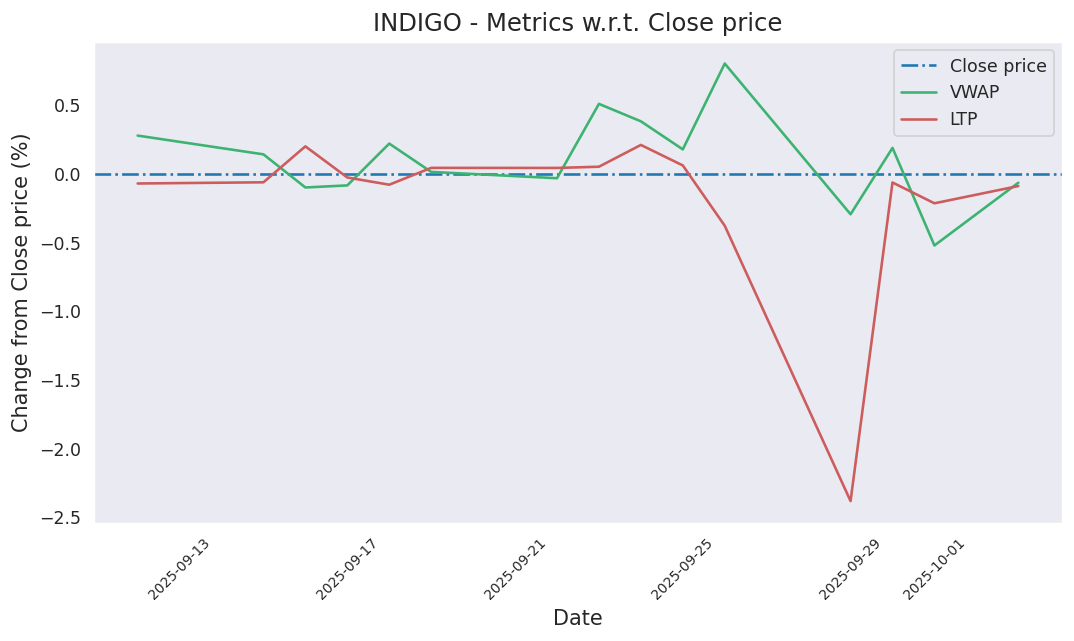 INDIGO - Metrics w.r.t. Close price
Close price
VWAP
LTP
Change from Close price (%)
0.5
0.0
−0.5
−1.0
−1.5
−2.0
−2.5
2025-09-13
2025-09-17
2025-09-21
2025-09-25
2025-09-29
2025-10-01
Date